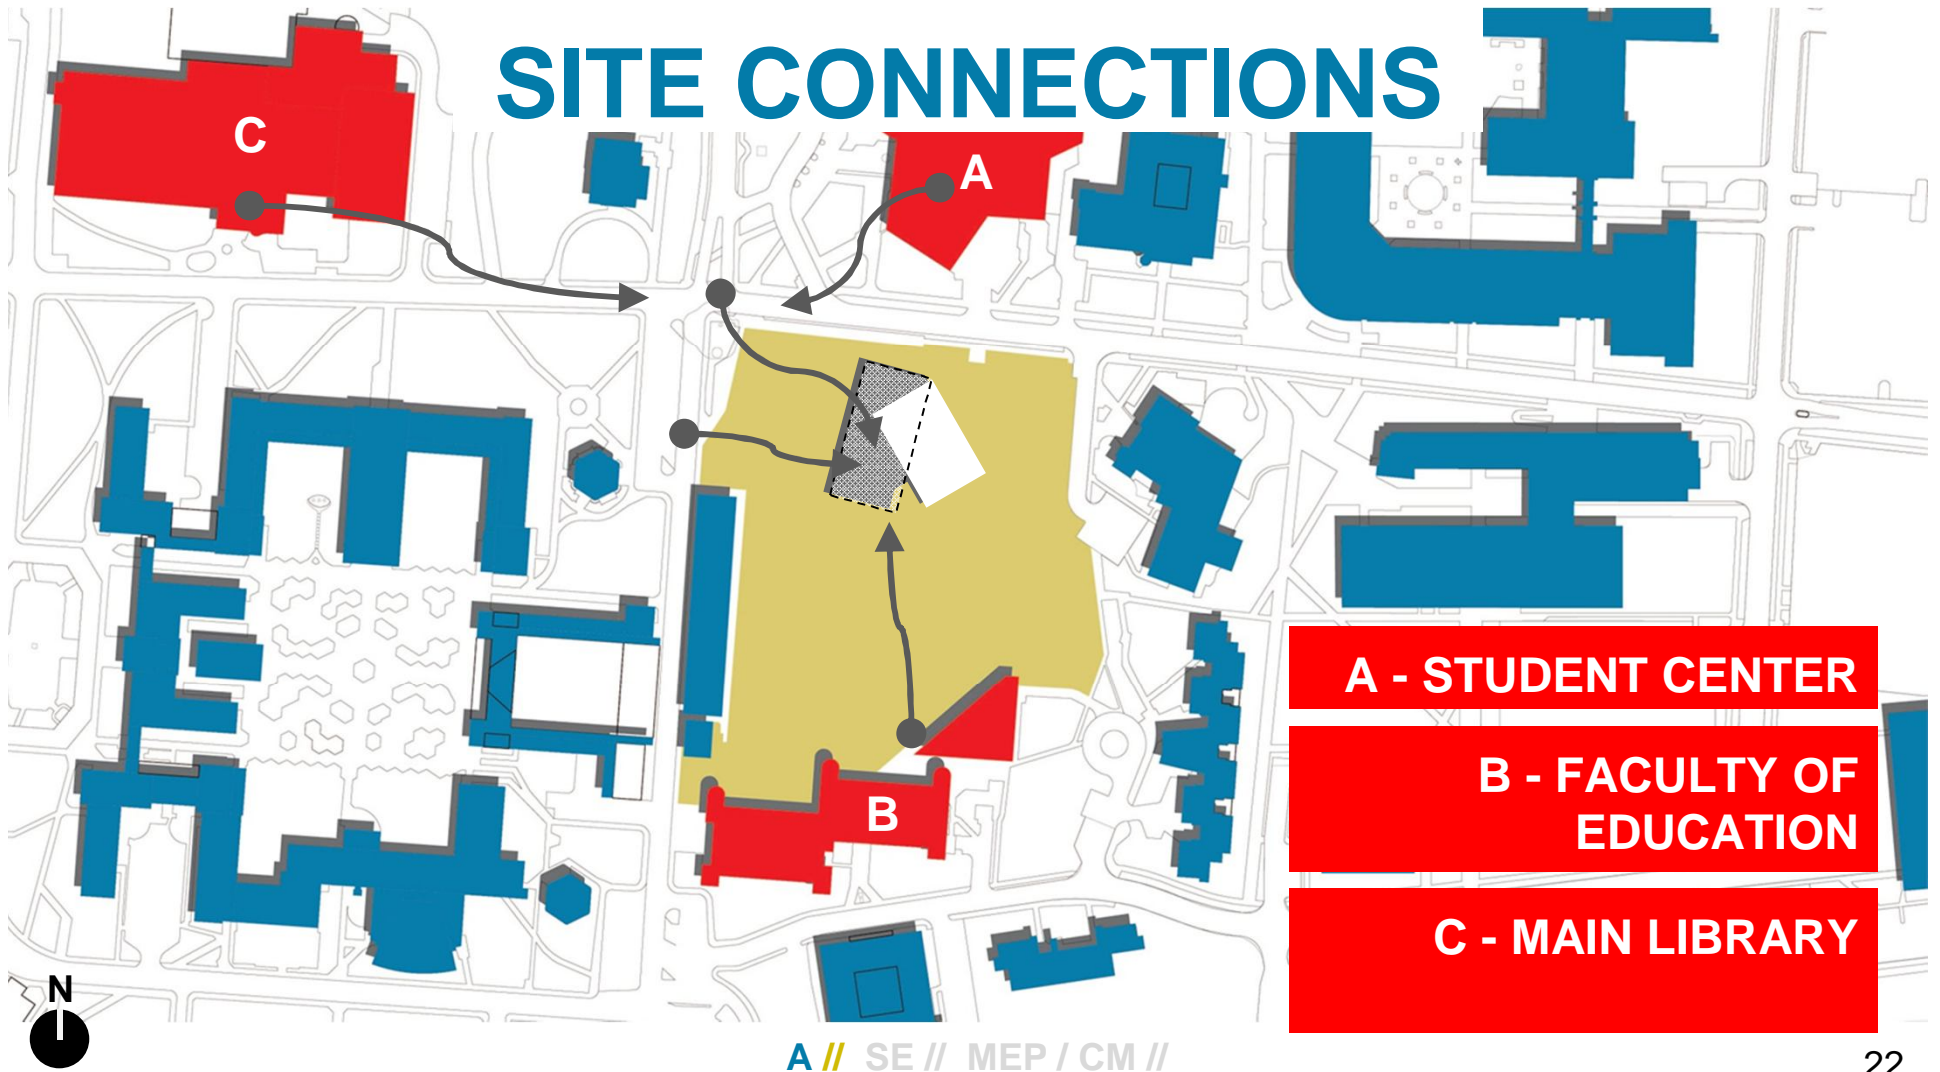 SITE CONNECTIONS
C
A
B
A - STUDENT CENTER
B - FACULTY OF
EDUCATION
C - MAIN LIBRARY
N
A // SE // MEP / CM //
22